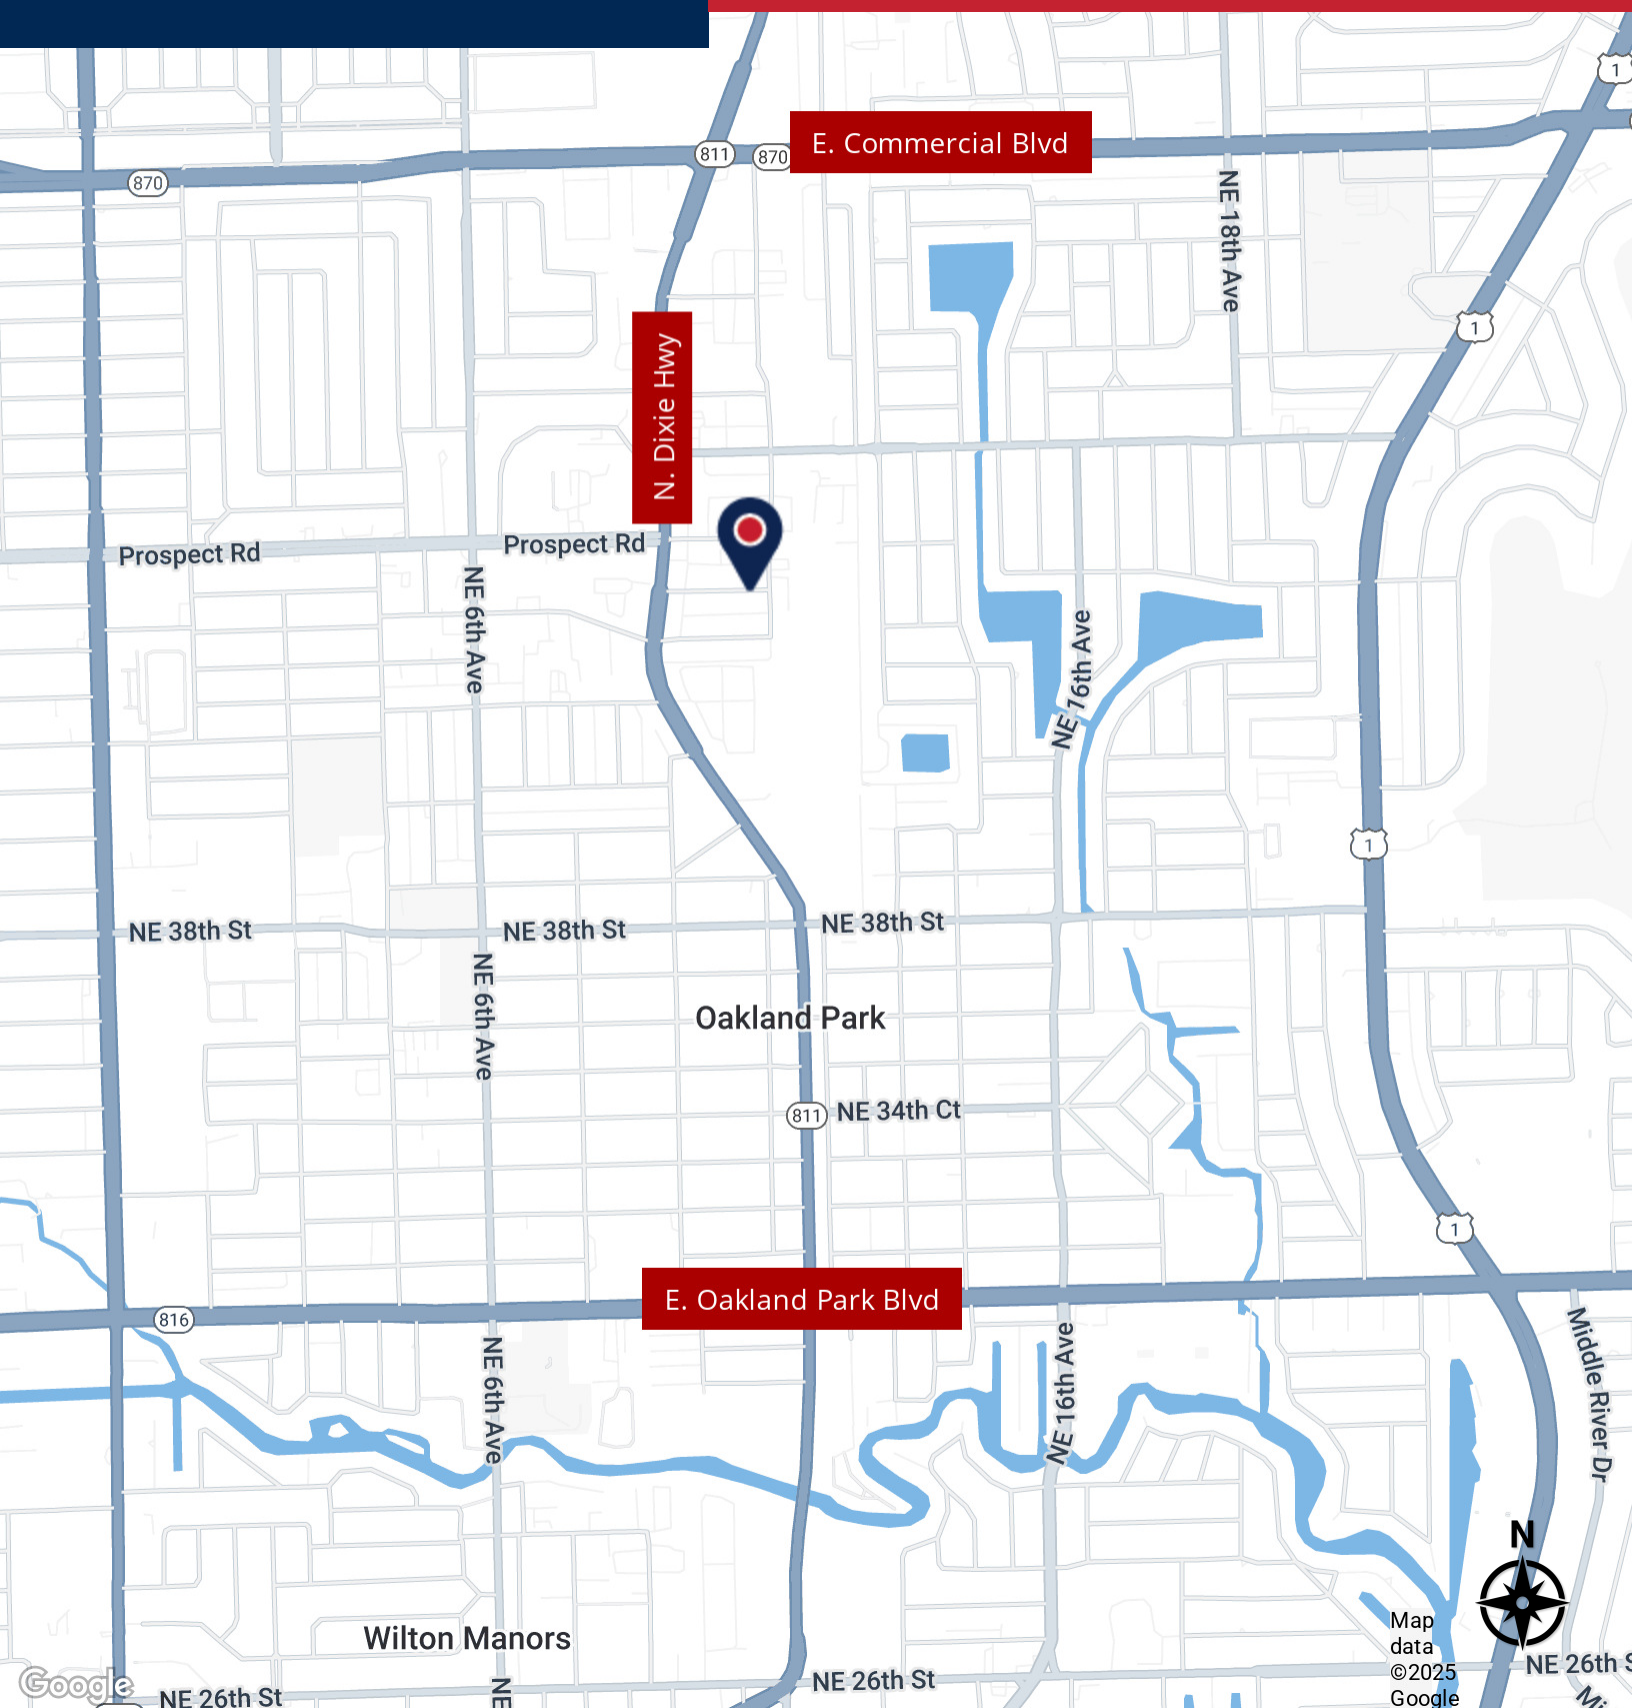 1
E. Commercial Blvd
811
870
870
NE 18th Ave
1
N. Dixie Hwy
Prospect Rd
Prospect Rd
NE 6th Ave
NE 16th Ave
1
NE 38th St
NE 38th St
NE 38th St
NE 6th Ave
Oakland Park
811
NE 34th Ct
1
E. Oakland Park Blvd
816
NE 6th Ave
NE 16th Ave
Middle River Dr
N
Map
data
©2025
Google
Wilton Manors
Google
NE 26th St
NE
NE 26th St
NE 26th S
Mi